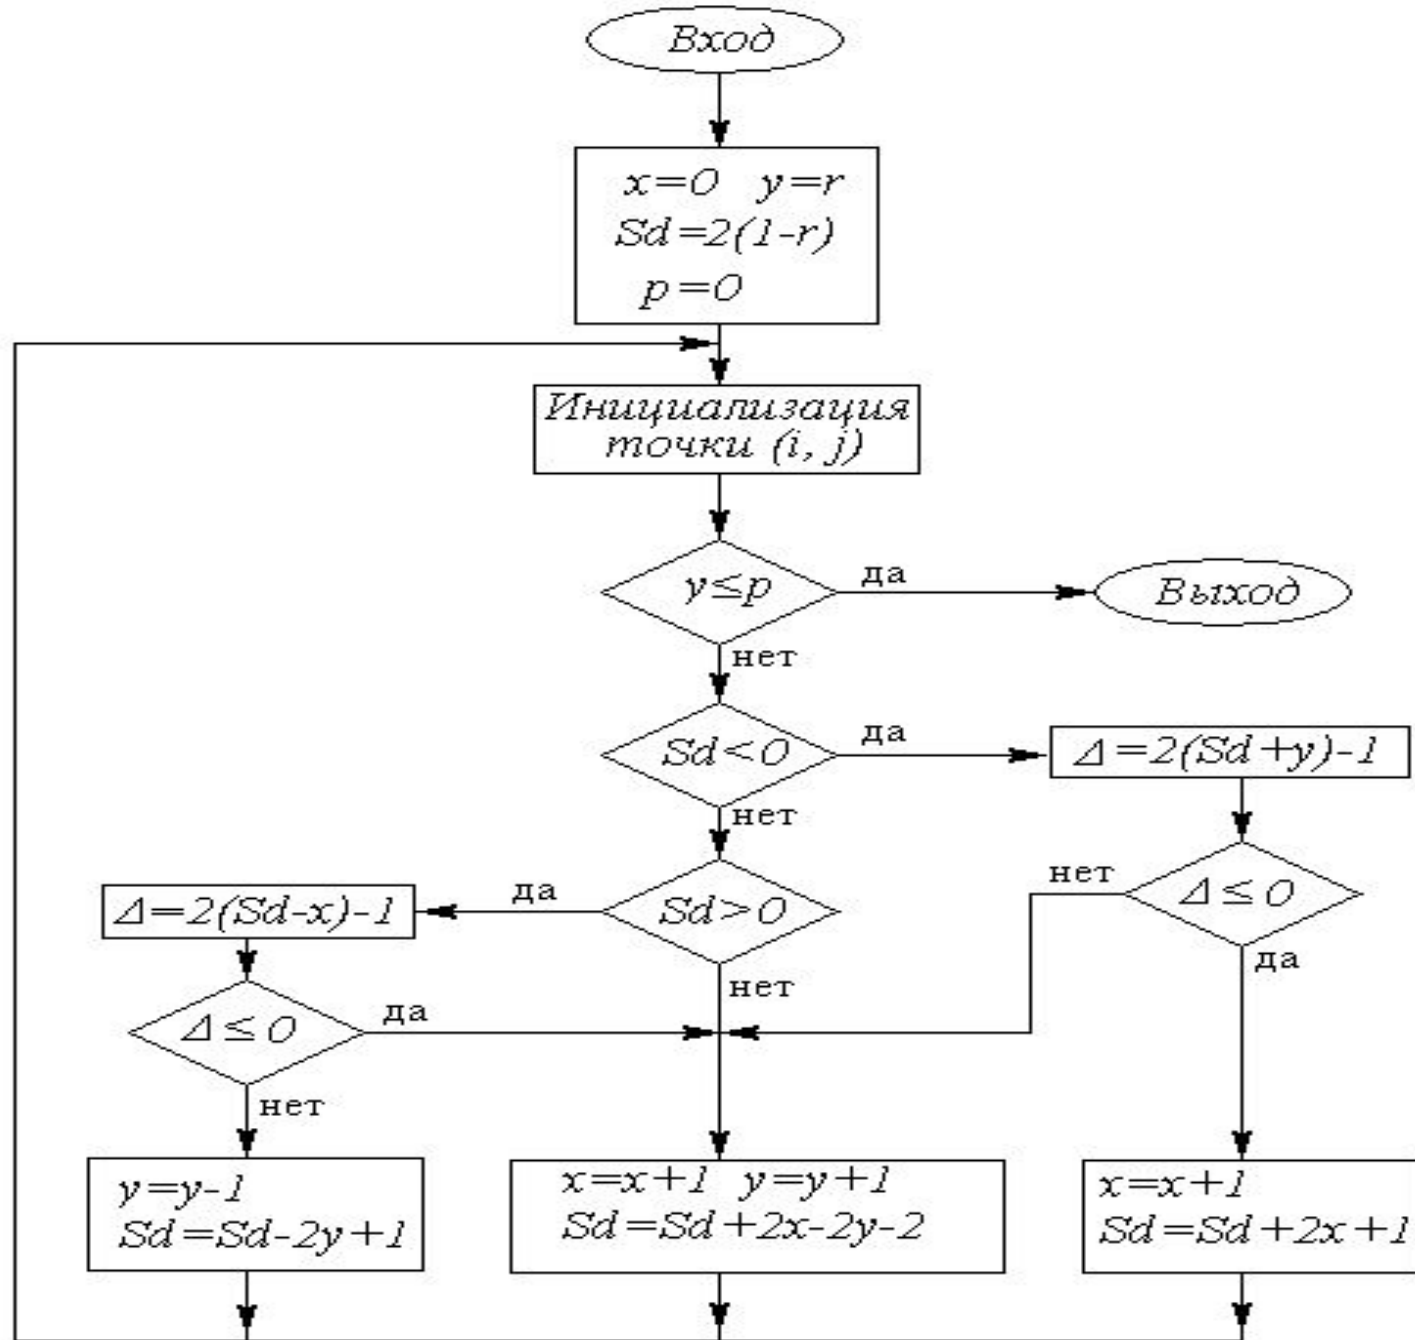 Вход
x=0 y=r
Sd=2(1-r)
p=0
Инициализация
точки (i, j)
y≤p
да
Выход
нет
Sd<0
да
Δ=2(Sd+y)-1
нет
Sd>0
да
Δ=2(Sd-x)-1
нет
Δ≤0
да
нет
Δ≤0
да
нет
y=y-1
Sd=Sd-2y+1
x=x+1 y=y+1
Sd=Sd+2x-2y-2
x=x+1
Sd=Sd+2x+1